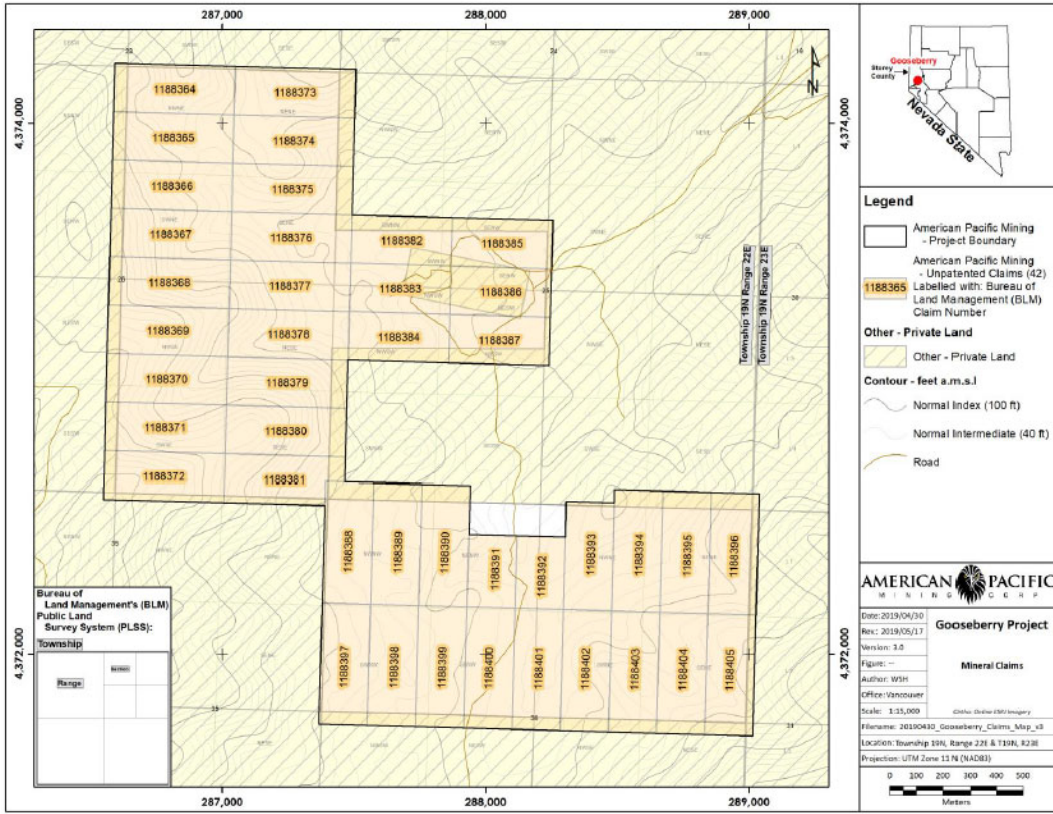 287,000
288,000
289,000
4,374,000
4,374,000
4,372,000
4,372,000
1188364
1188373
1188365
1188374
1188366
1188375
1188367
1188376
1188382
1188385
1188368
1188377
1188383
1188386
1188369
1188378
1188384
1188387
1188370
1188379
1188371
1188380
1188372
1188381
1188388
1188389
1188390
1188391
1188392
1188393
1188394
1188395
1188396
1188397
1188398
1188399
1188400
1188401
1188402
1188403
1188404
1188405
Township 19N Range 22E
Township 19N Range 23E
N
Bureau of
Land Management's (BLM)
Public Land
Survey System (PLSS):
Township
Section
Range
287,000
288,000
289,000
Gooseberry
Storey
County
Nevada State
Legend
American Pacific Mining
- Project Boundary
American Pacific Mining
- Unpatented Claims (42)
1188365
Labelled with: Bureau of
Land Management (BLM)
Claim Number
Other - Private Land
Other - Private Land
Contour - feet a.m.s.l
Normal Index (100 ft)
Normal Intermediate (40 ft)
Road
AMERICAN PACIFIC
MINING CORP
Date: 2019/04/30
Rev.: 2019/05/17
Version: 3.0
Figure: --
Author: WSH
Office: Vancouver
Scale: 1:15,000
Gooseberry Project
Mineral Claims
Filename: 20190430_Gooseberry_Claims_Map_v3
Location: Township 19N, Range 22E & T19N, R23E
Projection: UTM Zone 11 N (NAD83)
0 100 200 300 400 500
Meters